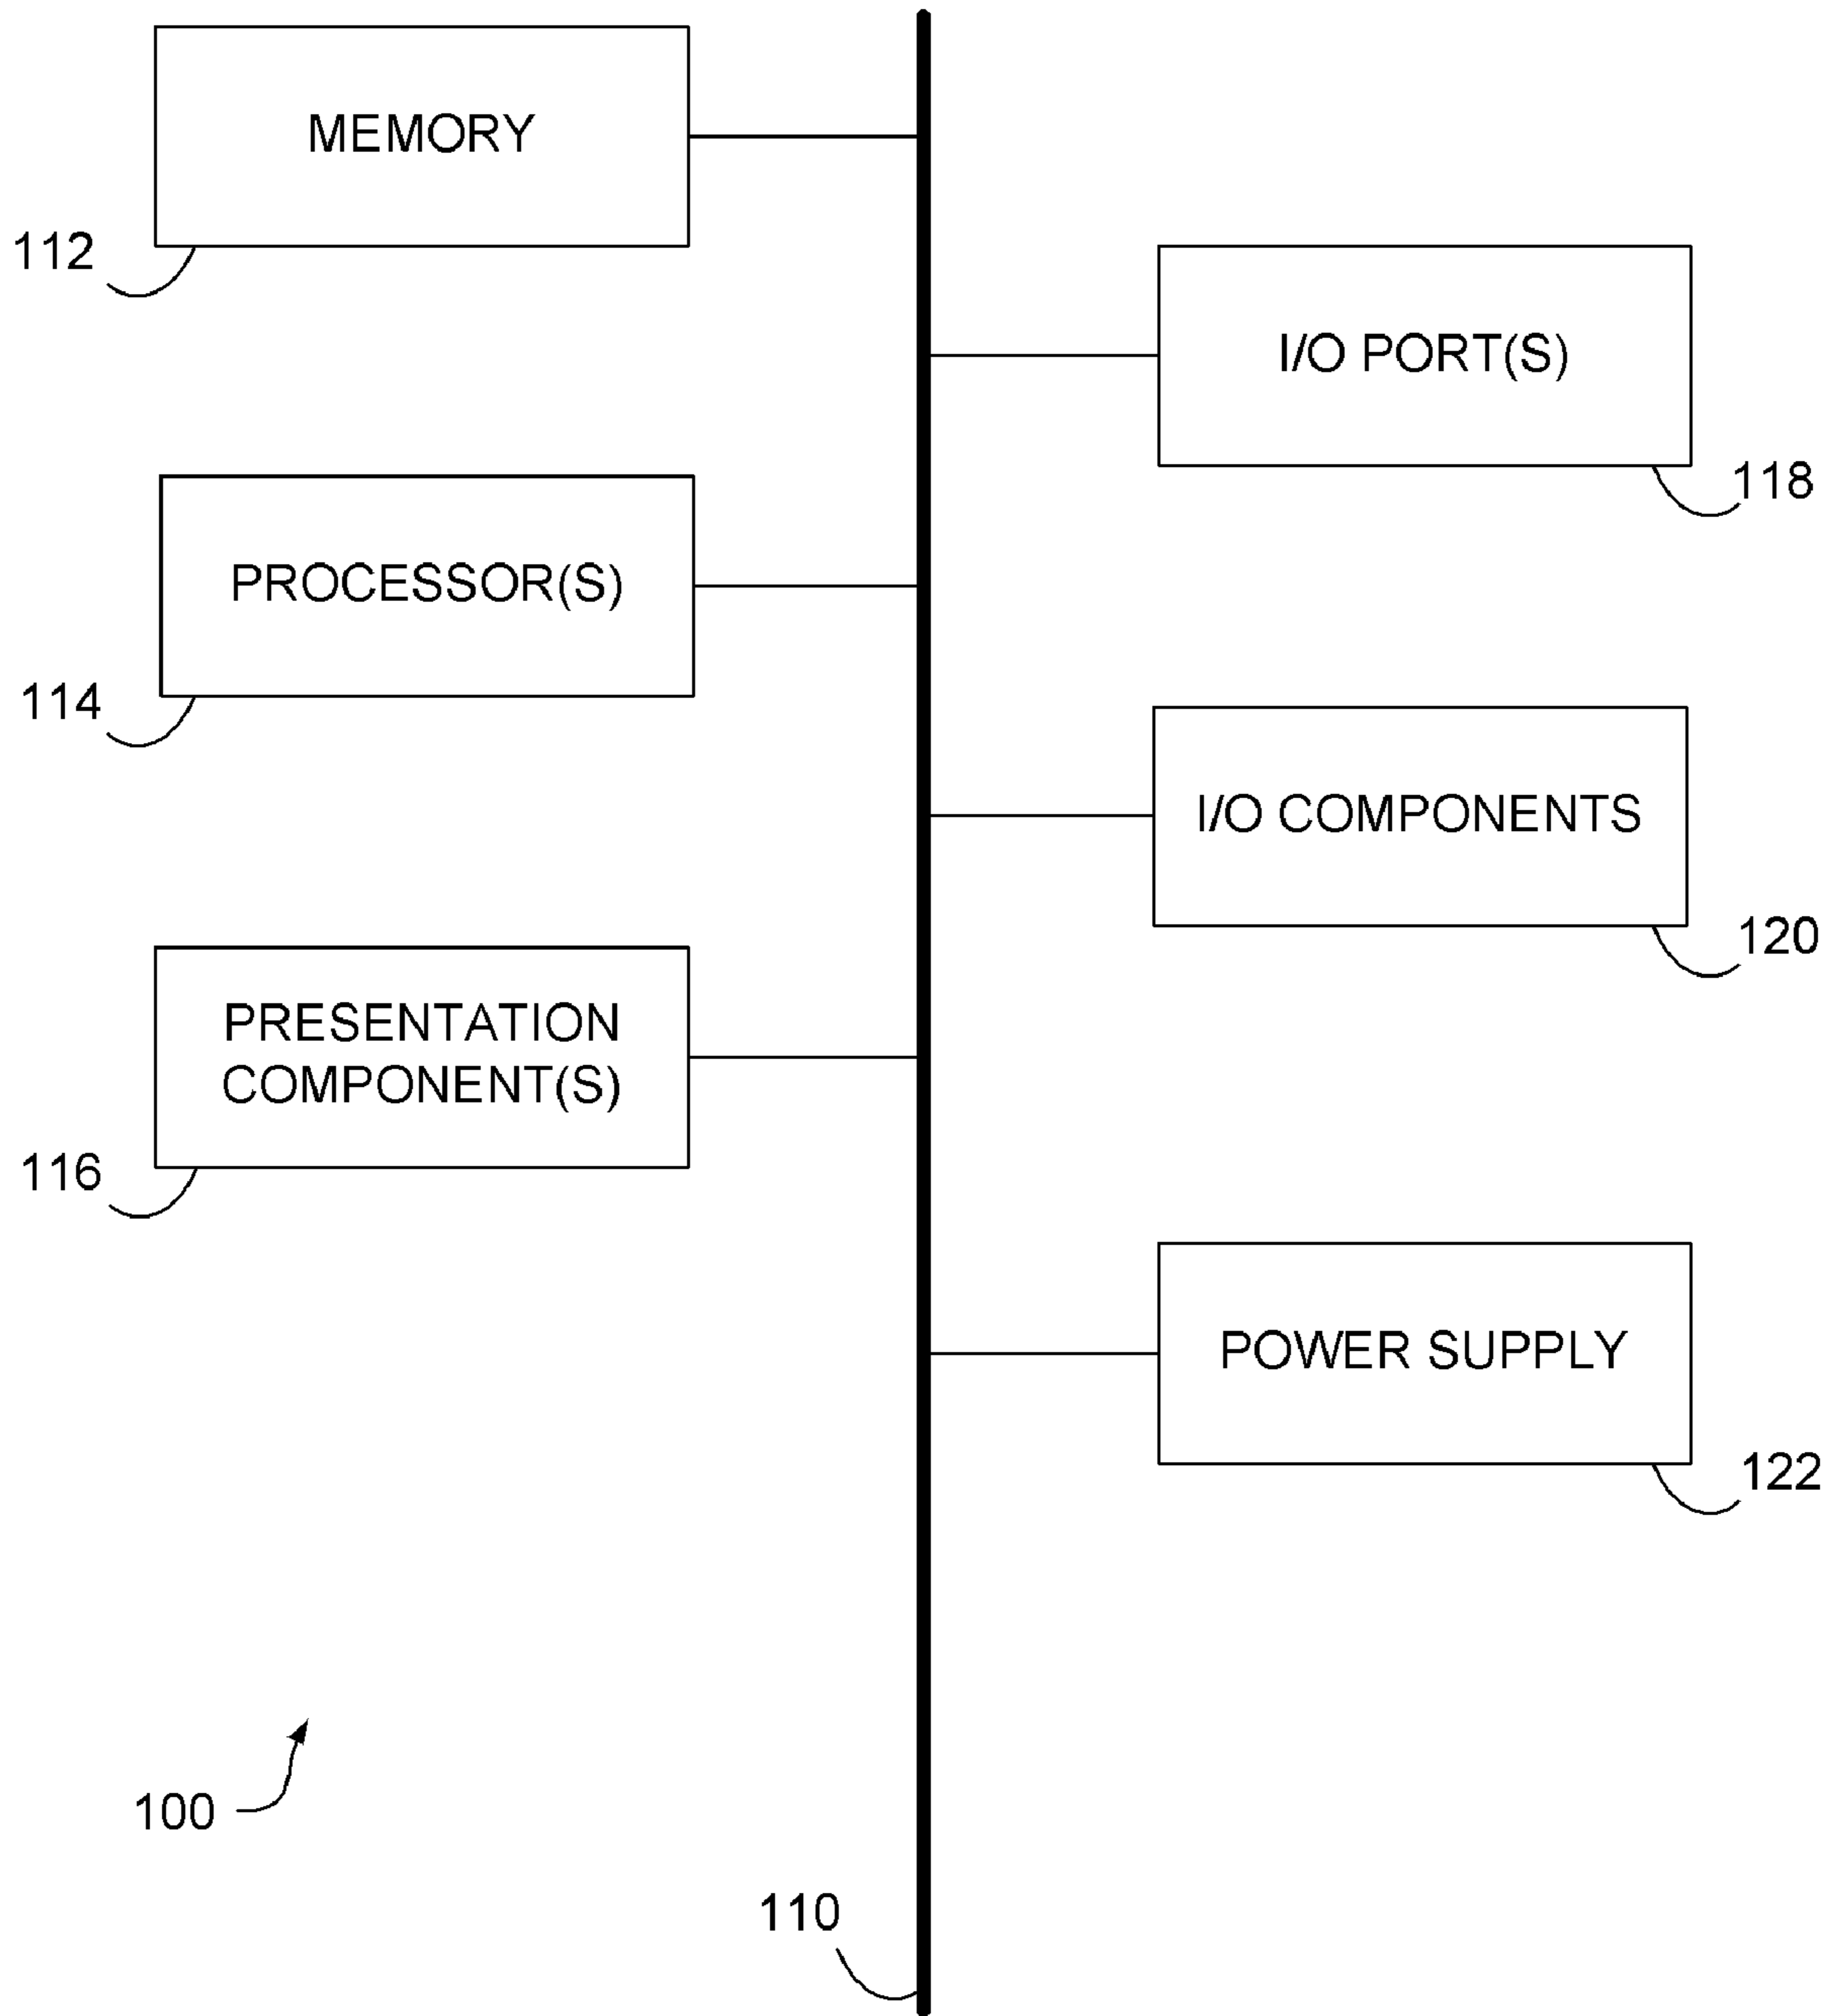 MEMORY
112
I/O PORT(S)
118
PROCESSOR(S)
114
I/O COMPONENTS
120
PRESENTATION
COMPONENT(S)
116
POWER SUPPLY
122
100
110